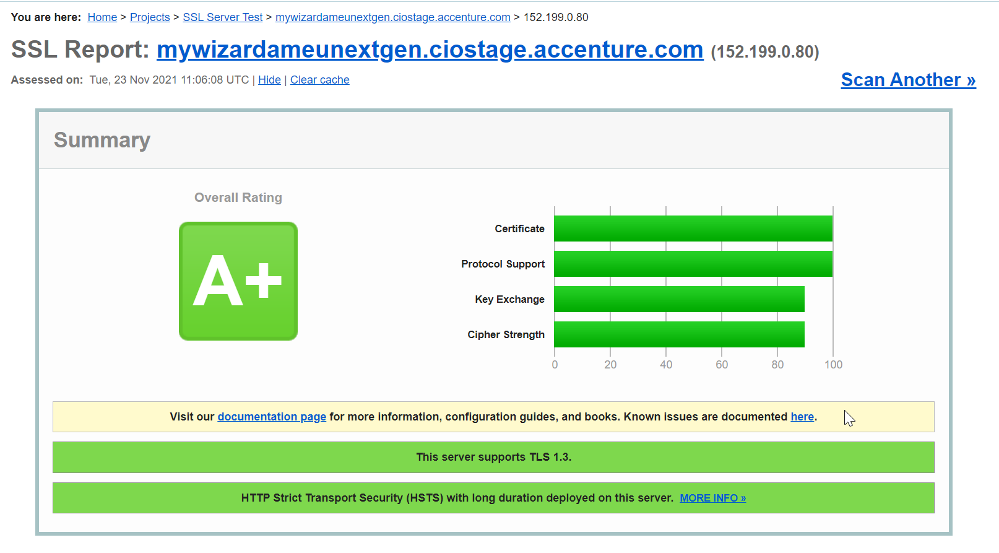 You are here: Home > Projects > SSL Server Test > mywizardameunextgen.ciostage.accenture.com > 152.199.0.80
SSL Report: mywizardameunextgen.ciostage.accenture.com (152.199.0.80)
Assessed on: Tue, 23 Nov 2021 11:06:08 UTC | Hide | Clear cache
Scan Another »
Summary
Overall Rating
A+
Certificate
Protocol Support
Key Exchange
Cipher Strength
0 20 40 60 80 100
Visit our documentation page for more information, configuration guides, and books. Known issues are documented here.
This server supports TLS 1.3.
HTTP Strict Transport Security (HSTS) with long duration deployed on this server. MORE INFO »